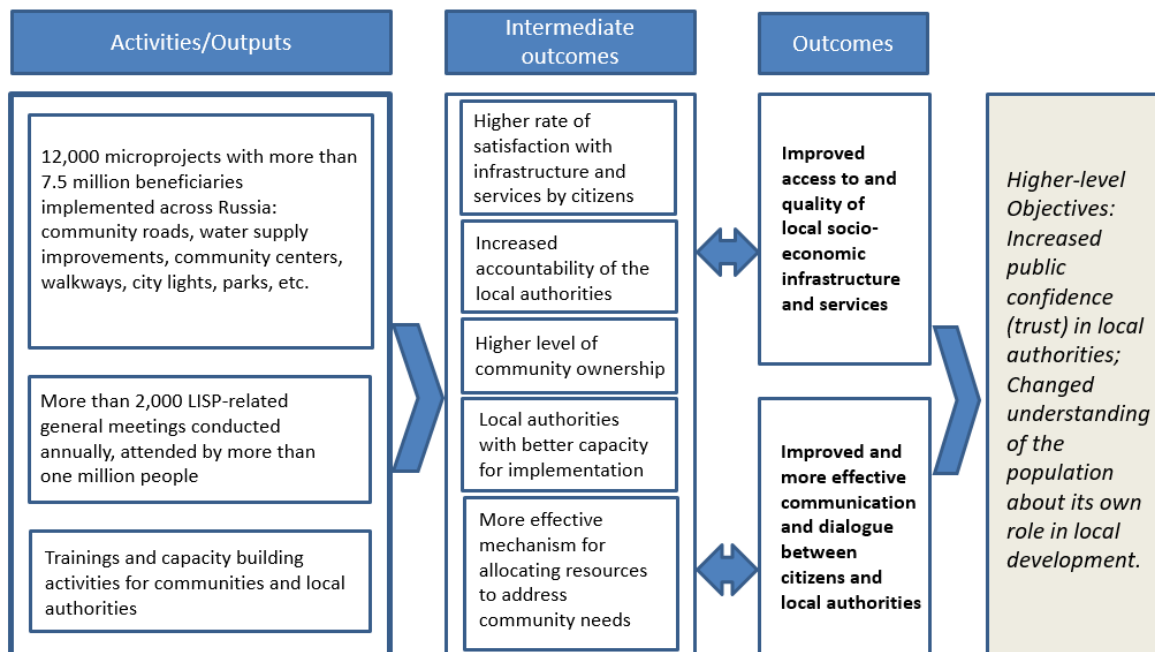 Activities/Outputs
Intermediate
outcomes
Outcomes
12,000 microprojects with more than
7.5 million beneficiaries
implemented across Russia:
community roads, water supply
improvements, community centers,
walkways, city lights, parks, etc.
More than 2,000 LISP-related
general meetings conducted
annually, attended by more than
one million people
Trainings and capacity building
activities for communities and local
authorities
Higher rate of
satisfaction with
infrastructure and
services by citizens
Increased
accountability of the
local authorities
Higher level of
community ownership
Local authorities
with better capacity
for implementation
More effective
mechanism for
allocating resources
to address
community needs
Improved
access to and
quality of
local socio-
economic
infrastructure
and services
Improved and
more effective
communication
and dialogue
between
citizens and
local authorities
Higher-level
Objectives:
Increased
public
confidence
(trust) in local
authorities;
Changed
understanding
of the
population
about its own
role in local
development.